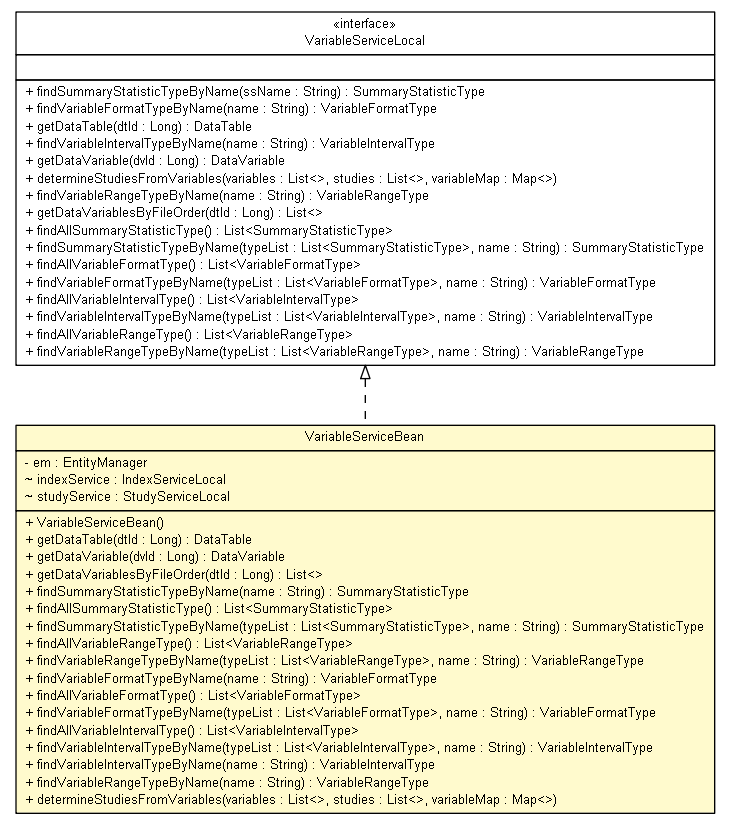 «interface»
VariableServiceLocal
+ findSummaryStatisticTypeByName(ssName : String) : SummaryStatisticType
+ findVariableFormatTypeByName(name : String) : VariableFormatType
+ getDataTable(dtId : Long) : DataTable
+ findVariableIntervalTypeByName(name : String) : VariableIntervalType
+ getDataVariable(dvId : Long) : DataVariable
+ determineStudiesFromVariables(variables : List<>, studies : List<>, variableMap : Map<>)
+ findVariableRangeTypeByName(name : String) : VariableRangeType
+ getDataVariablesByFileOrder(dtId : Long) : List<>
+ findAllSummaryStatisticType() : List<SummaryStatisticType>
+ findSummaryStatisticTypeByName(typeList : List<SummaryStatisticType>, name : String) : SummaryStatisticType
+ findAllVariableFormatType() : List<VariableFormatType>
+ findVariableFormatTypeByName(typeList : List<VariableFormatType>, name : String) : VariableFormatType
+ findAllVariableIntervalType() : List<VariableIntervalType>
+ findVariableIntervalTypeByName(typeList : List<VariableIntervalType>, name : String) : VariableIntervalType
+ findAllVariableRangeType() : List<VariableRangeType>
+ findVariableRangeTypeByName(typeList : List<VariableRangeType>, name : String) : VariableRangeType
VariableServiceBean
- em : EntityManager
~ indexService : IndexServiceLocal
~ studyService : StudyServiceLocal
+ VariableServiceBean()
+ getDataTable(dtId : Long) : DataTable
+ getDataVariable(dvId : Long) : DataVariable
+ getDataVariablesByFileOrder(dtId : Long) : List<>
+ findSummaryStatisticTypeByName(name : String) : SummaryStatisticType
+ findAllSummaryStatisticType() : List<SummaryStatisticType>
+ findSummaryStatisticTypeByName(typeList : List<SummaryStatisticType>, name : String) : SummaryStatisticType
+ findAllVariableRangeType() : List<VariableRangeType>
+ findVariableRangeTypeByName(typeList : List<VariableRangeType>, name : String) : VariableRangeType
+ findVariableFormatTypeByName(name : String) : VariableFormatType
+ findAllVariableFormatType() : List<VariableFormatType>
+ findVariableFormatTypeByName(typeList : List<VariableFormatType>, name : String) : VariableFormatType
+ findAllVariableIntervalType() : List<VariableIntervalType>
+ findVariableIntervalTypeByName(typeList : List<VariableIntervalType>, name : String) : VariableIntervalType
+ findVariableIntervalTypeByName(name : String) : VariableIntervalType
+ findVariableRangeTypeByName(name : String) : VariableRangeType
+ determineStudiesFromVariables(variables : List<>, studies : List<>, variableMap : Map<>)